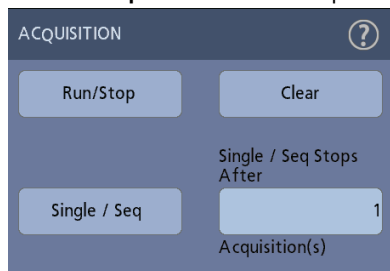 ACQUISITION
?
Run/Stop
Clear
Single / Seq Stops
After
Single / Seq
1
Acquisition(s)